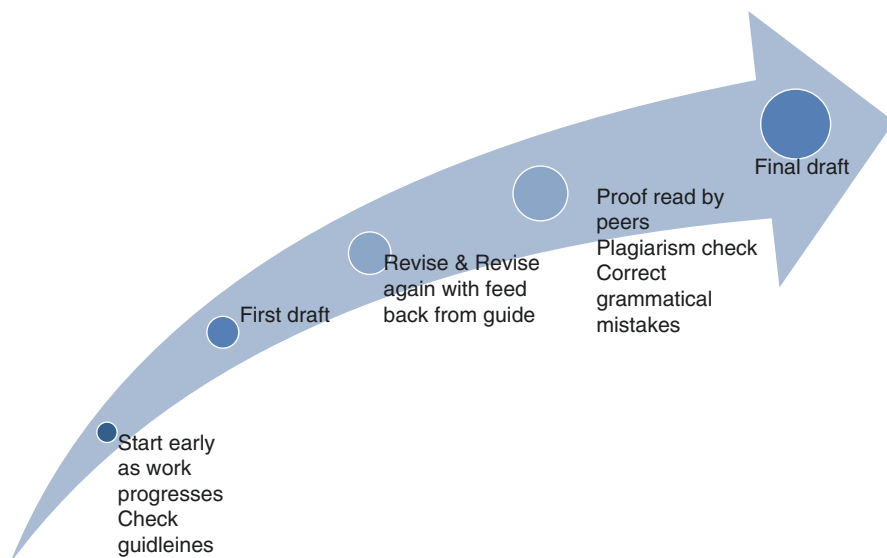 Start early
as work
progresses
Check
guidleines
First draft
Revise & Revise
again with feed
back from guide
Proof read by
peers
Plagiarism check
Correct
grammatical
mistakes
Final draft